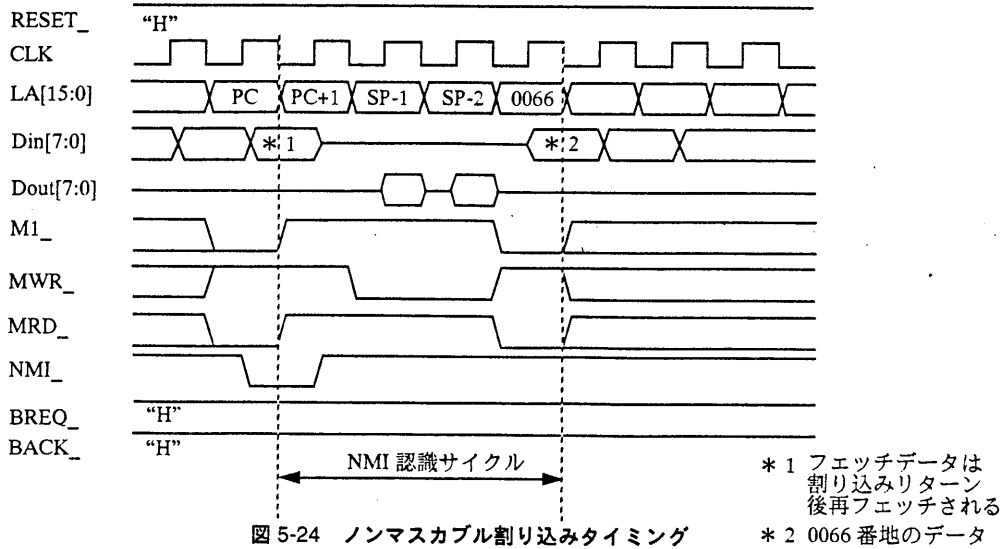 RESET_ “H”
CLK
LA[15:0] PC PC+1 SP-1 SP-2 0066
Din[7:0] *1 *2
Dout[7:0]
M1_
MWR_
MRD_
NMI_
BREQ_ “H”
BACK_ “H”
NMI 認識サイクル
*1 フェッチデータは
割り込みリターン
後再フェッチされる
*2 0066 番地のデータ
図 5-24 ノンマスカブル割り込みタイミング